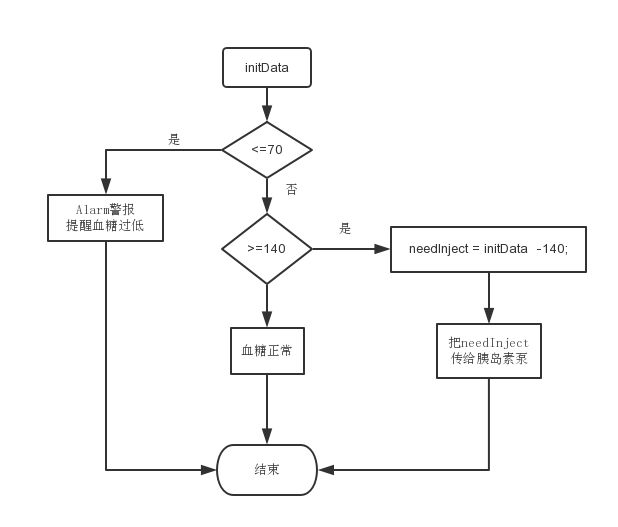 initData
<=70
是
否
Alarm警报
提醒血糖过低
>=140
是
needInject = initData -140;
血糖正常
把needInject
传给胰岛素泵
结束